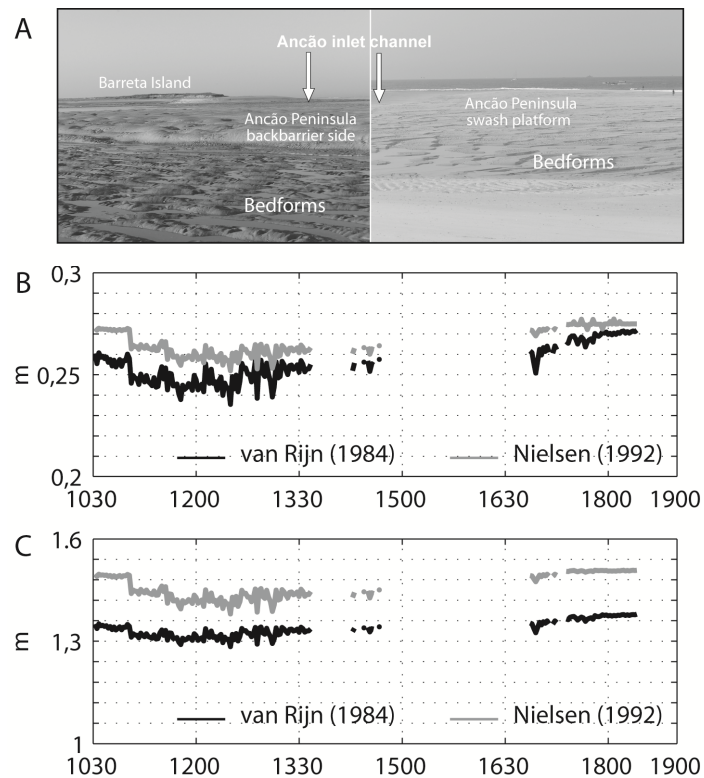 A
Ancão inlet channel
Barreta Island
Ancão Peninsula
backbarrier side
Bedforms
Ancão Peninsula
swash platform
Bedforms
B
0,3
0,25
0,2
m
van Rijn (1984)
Nielsen (1992)
1030 1200 1330 1500 1630 1800 1900
C
1.6
1,3
1
m
van Rijn (1984)
Nielsen (1992)
1030 1200 1330 1500 1630 1800 1900